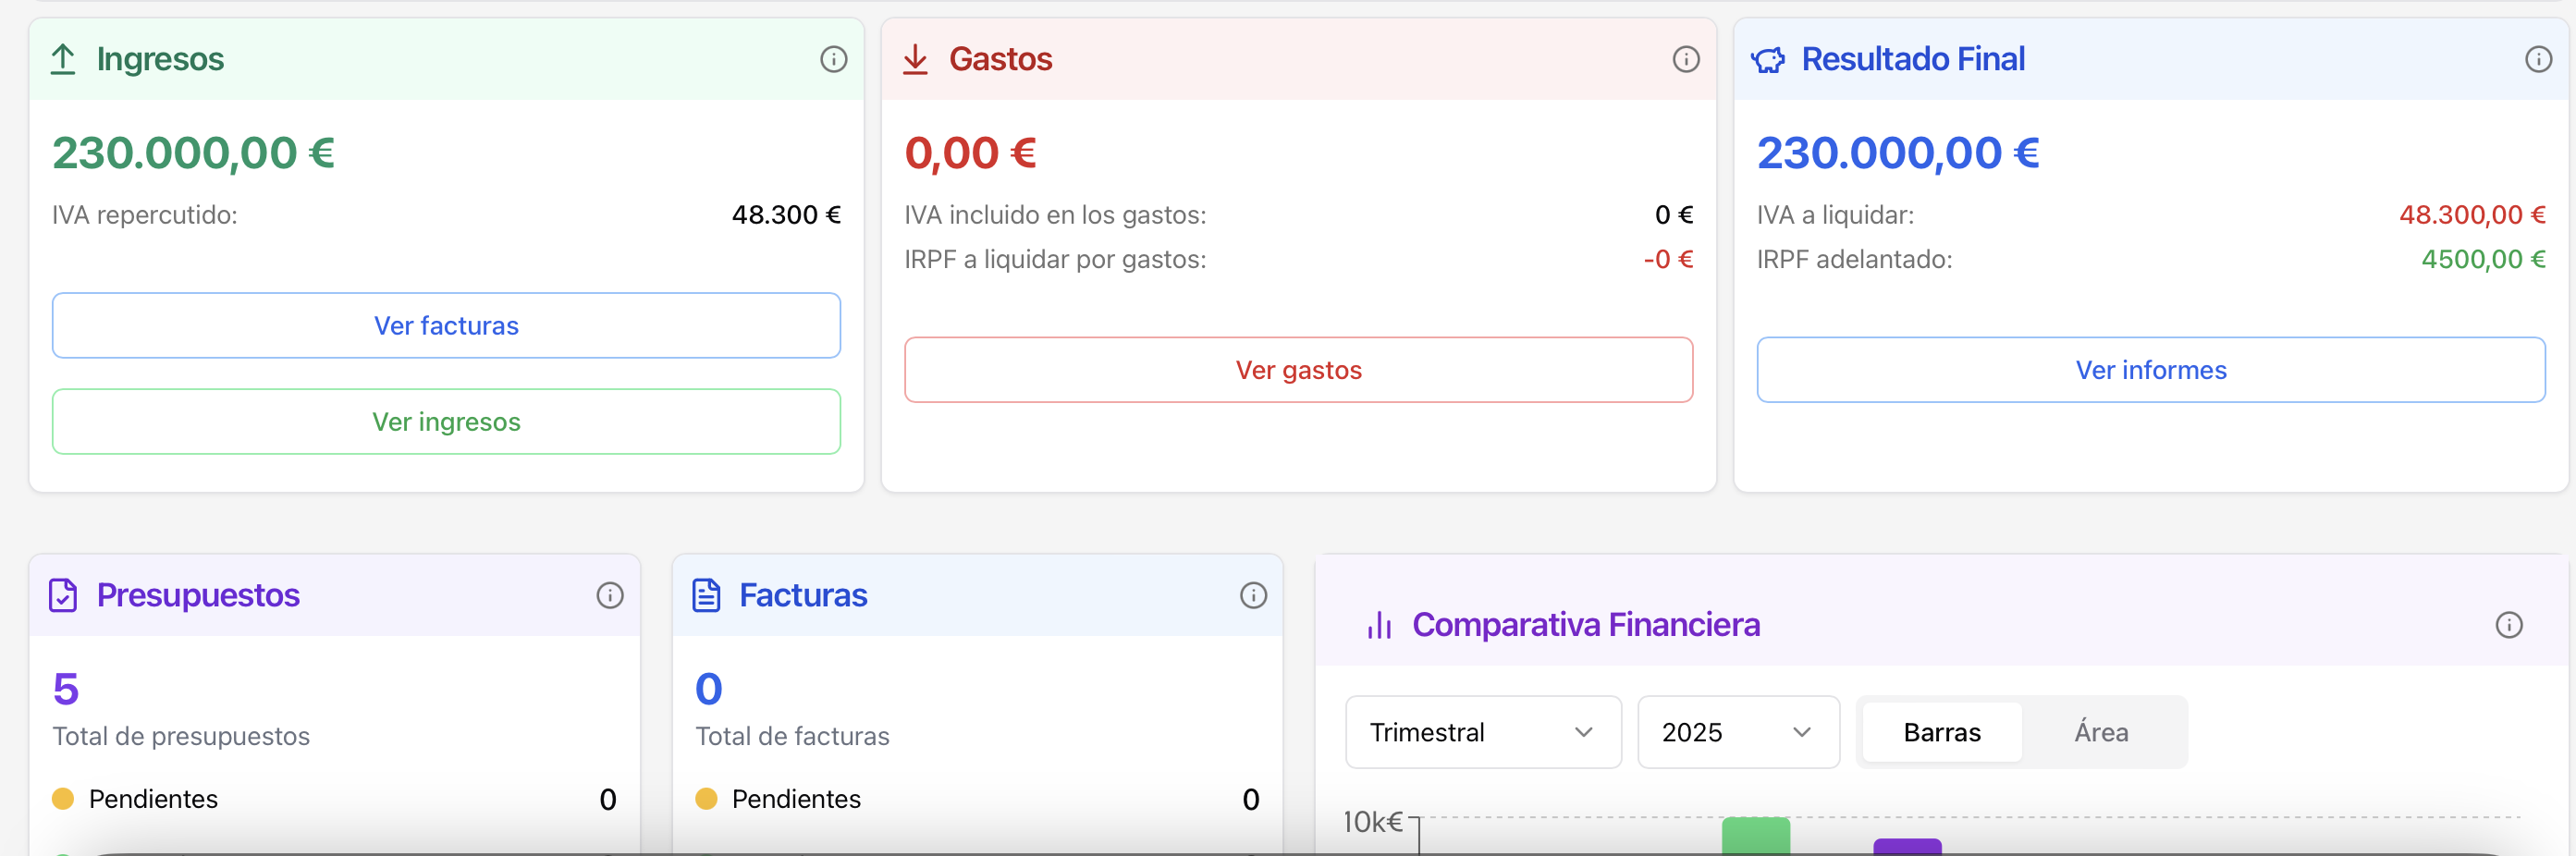 Ingresos
230.000,00 €
IVA repercutido: 48.300 €
Ver facturas
Ver ingresos
Gastos
0,00 €
IVA incluido en los gastos: 0 €
IRPF a liquidar por gastos: -0 €
Ver gastos
Resultado Final
230.000,00 €
IVA a liquidar: 48.300,00 €
IRPF adelantado: 4500,00 €
Ver informes
Presupuestos
5
Total de presupuestos
Pendientes 0
Facturas
0
Total de facturas
Pendientes 0
Comparativa Financiera
Trimestral 2025 Barras Área
10k€